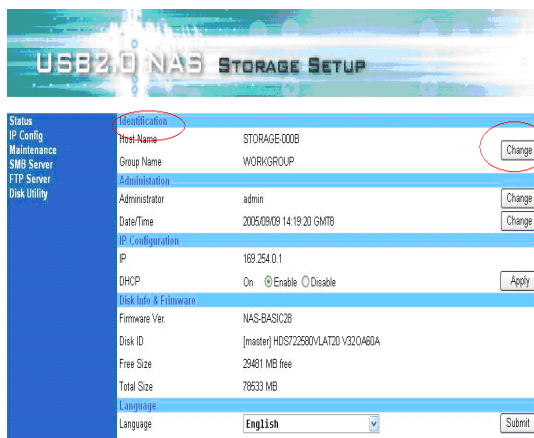 USB2.0 NAS STORAGE SETUP
Status
IP Config
Maintenance
SMB Server
FTP Server
Disk Utility
Identification
Host Name STORAGE-000B Change
Group Name WORKGROUP
Administation
Administrator admin Change
Date/Time 2005/09/09 14:19:20 GMT8 Change
IP Configuration
IP 169.254.0.1
DHCP On Enable Disable Apply
Disk Info & Frimware
Firmware Ver. NAS-BASIC28
Disk ID [master] HDS722580VLAT20 V32OA60A
Free Size 29481 MB free
Total Size 78533 MB
Language
Language English Submit